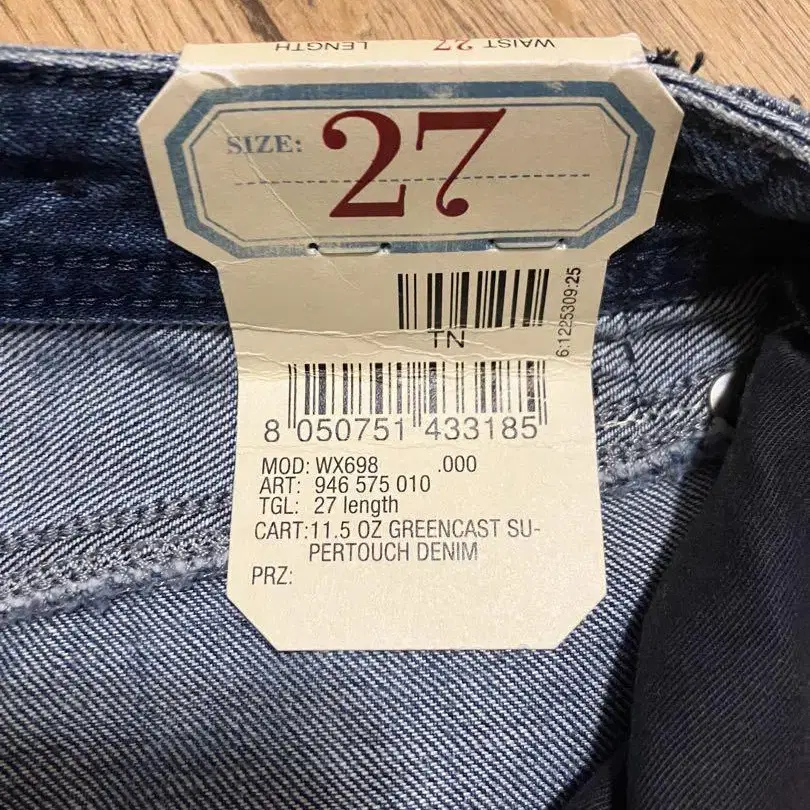 WAIST 27 LENGTH
SIZE: 27
6:1225309:25
TN
8 050751 433185
MOD: WX698 .000
ART: 946 575 010
TGL: 27 length
CART:11.5 OZ GREENCAST SU-
PERTOUCH DENIM
PRZ: